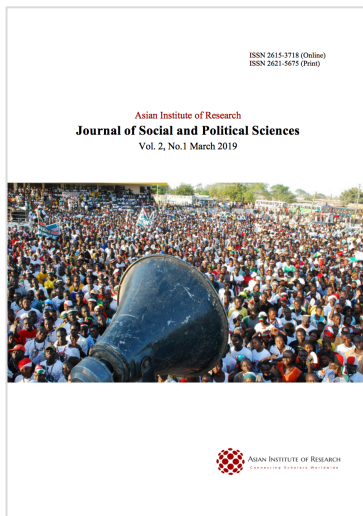 ISSN 2615-3718 (Online)
ISSN 2621-5675 (Print)
Asian Institute of Research
Journal of Social and Political Sciences
Vol. 2, No.1 March 2019
ASIAN INSTITUTE OF RESEARCH
Connecting Scholars Worldwide